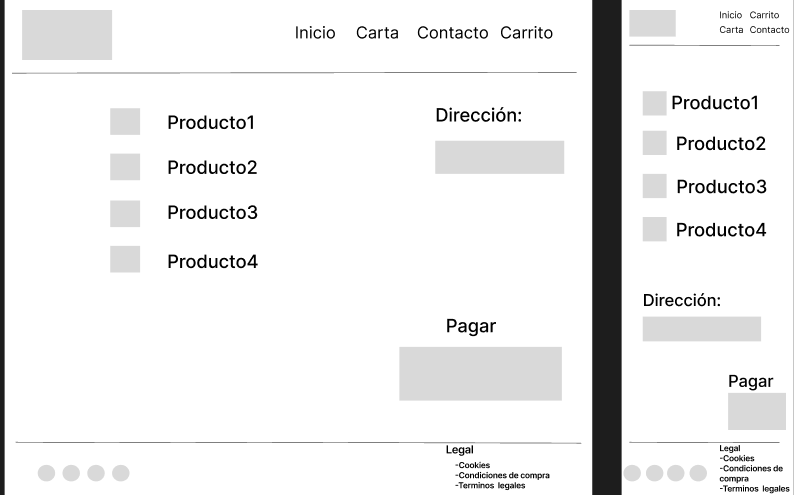 Inicio Carta Contacto Carrito
Producto1
Producto2
Producto3
Producto4
Dirección:
Pagar
Legal
-Cookies
-Condiciones de compra
-Terminos legales
Inicio Carrito
Carta Contacto
Producto1
Producto2
Producto3
Producto4
Dirección:
Pagar
Legal
-Cookies
-Condiciones de
compra
-Terminos legales